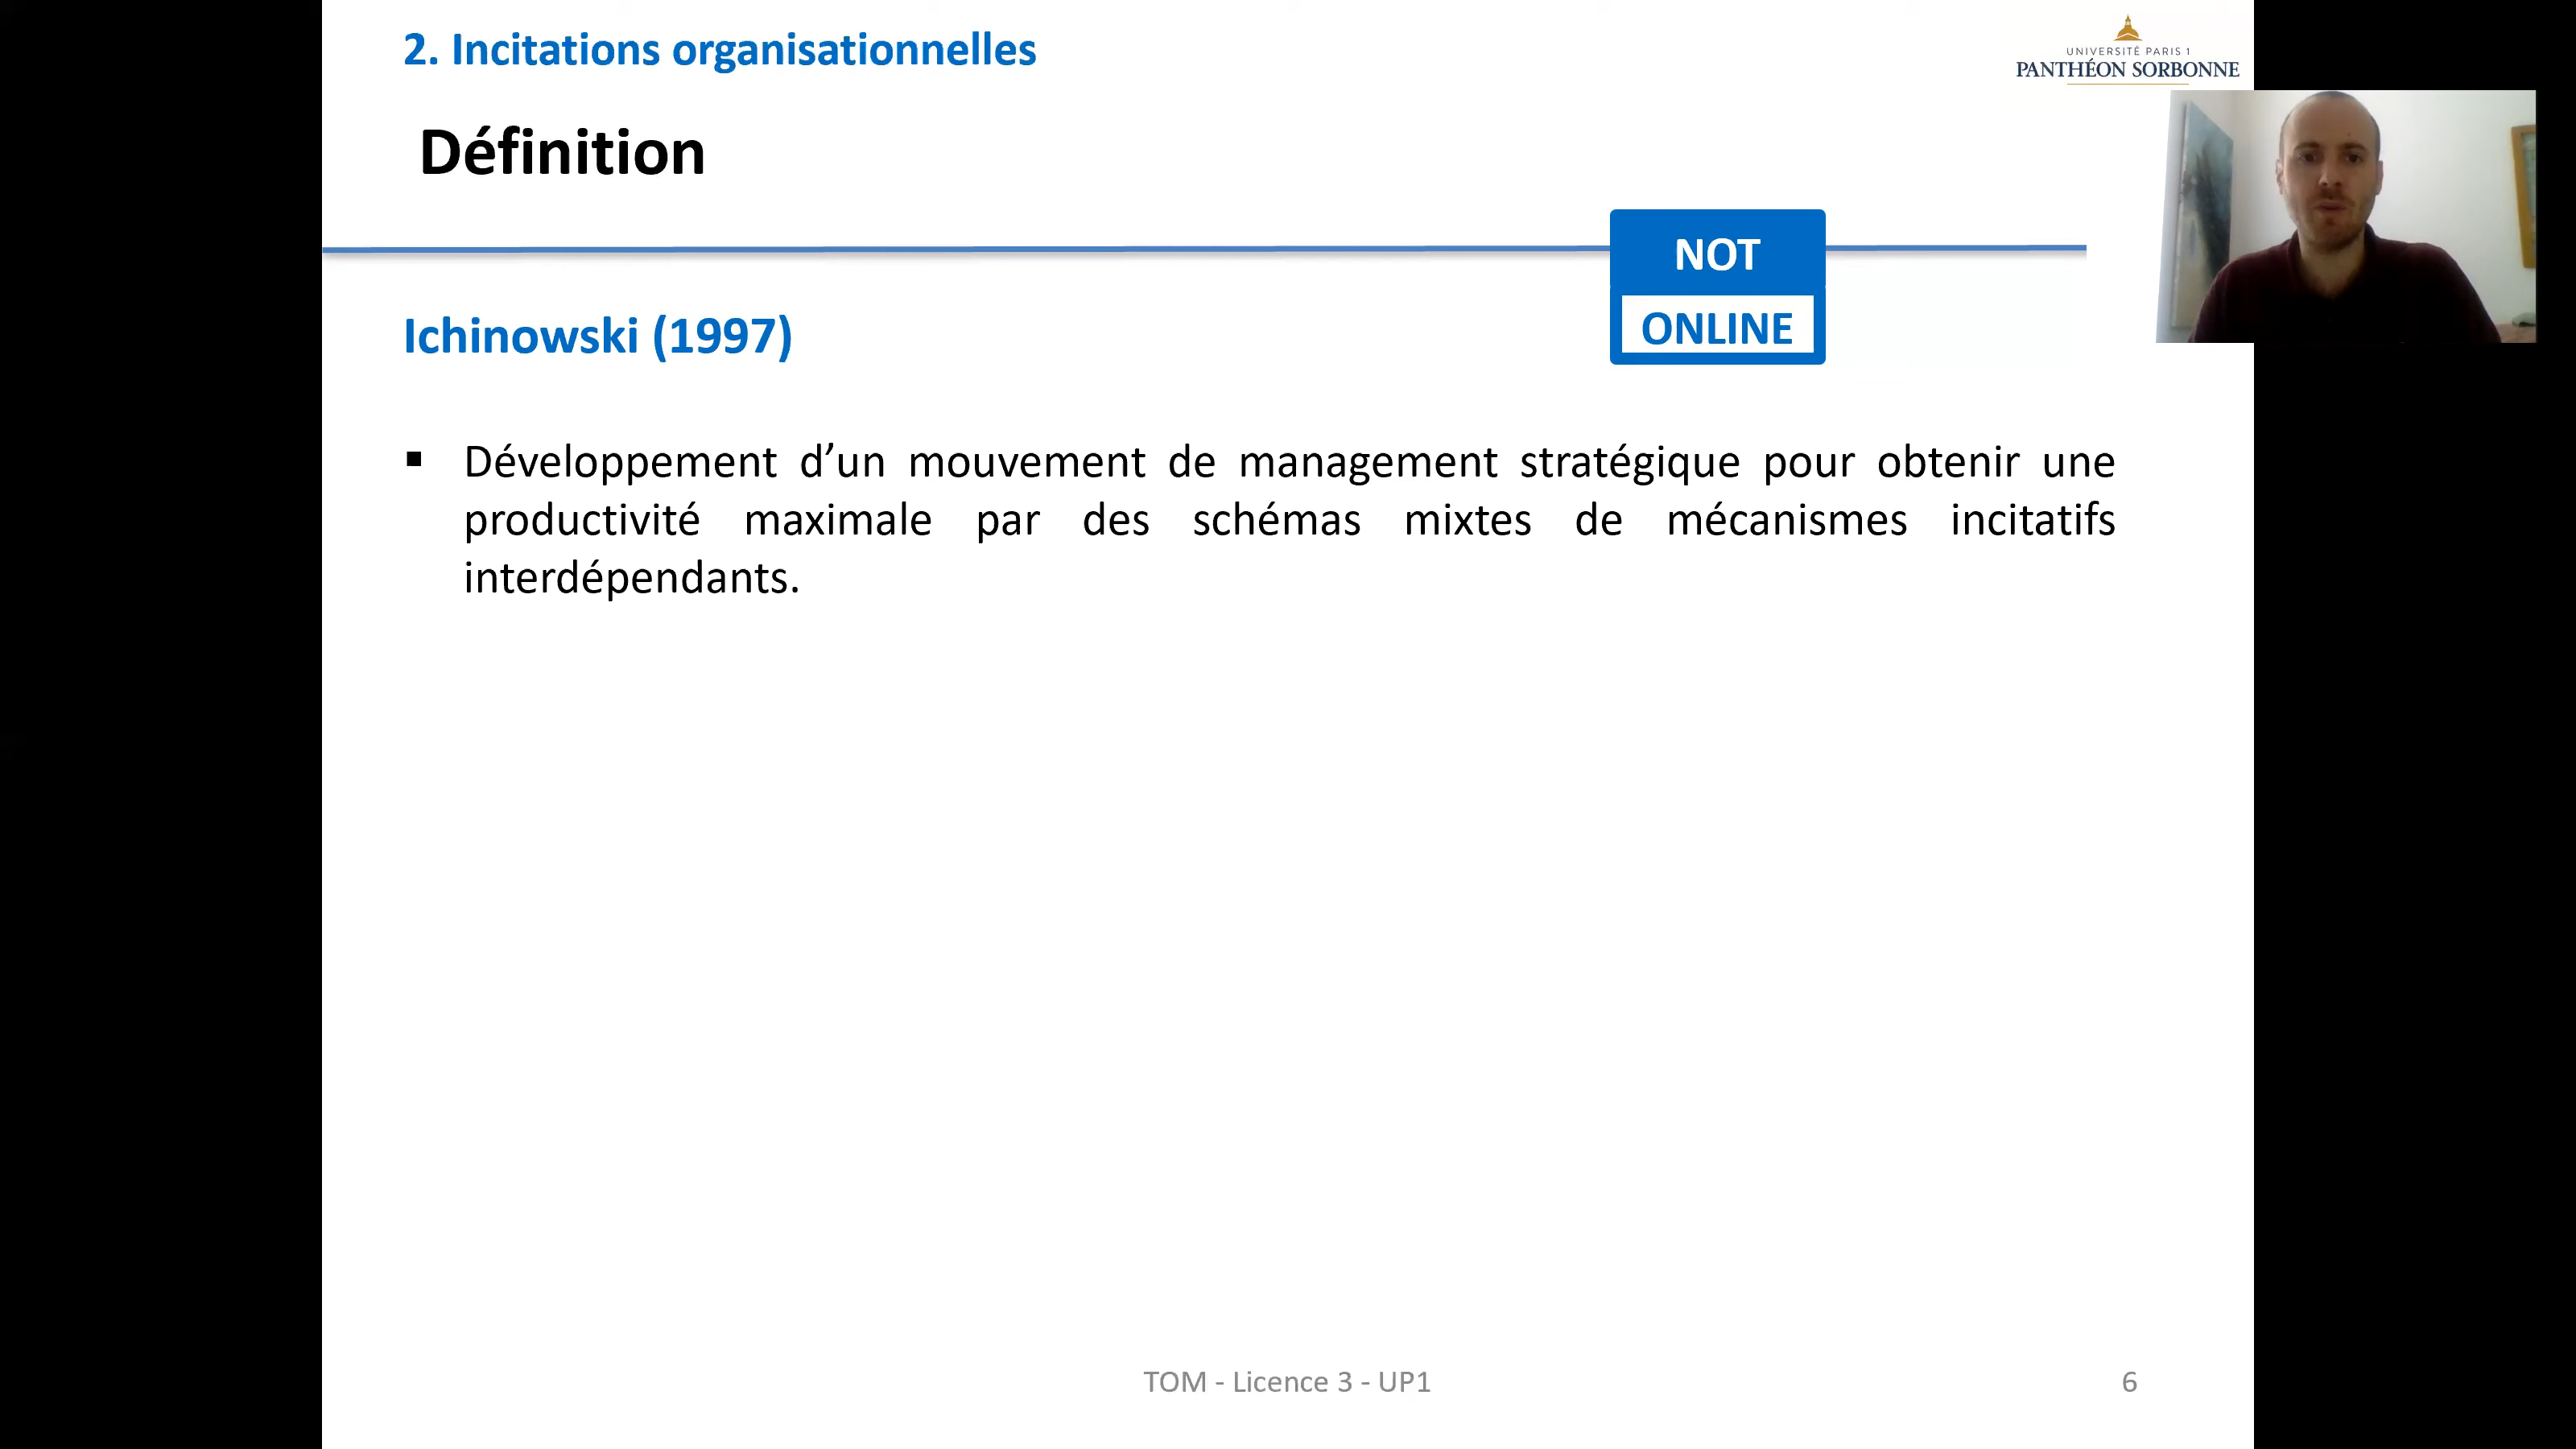 2. Incitations organisationnelles
UNIVERSITÉ PARIS 1
PANTHÉON SORBONNE
Définition
NOT
ONLINE
Ichinowski (1997)
▪ Développement d’un mouvement de management stratégique pour obtenir une
productivité maximale par des schémas mixtes de mécanismes incitatifs
interdépendants.
TOM - Licence 3 - UP1
6